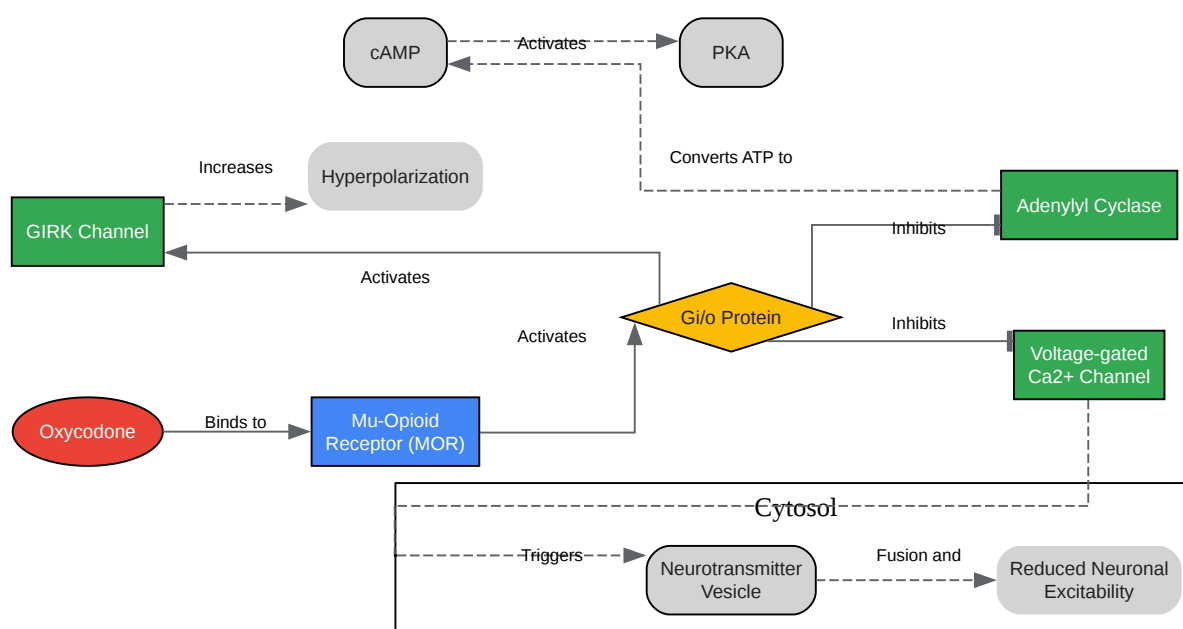 cAMP
Activates
PKA
Converts ATP to
Increases
Hyperpolarization
Adenylyl Cyclase
GIRK Channel
Inhibits
Activates
Gi/o Protein
Inhibits
Activates
Voltage-gated
Ca2+ Channel
Oxycodone
Binds to
Mu-Opioid
Receptor (MOR)
Cytosol
Triggers
Neurotransmitter
Vesicle
Fusion and
Reduced Neuronal
Excitability